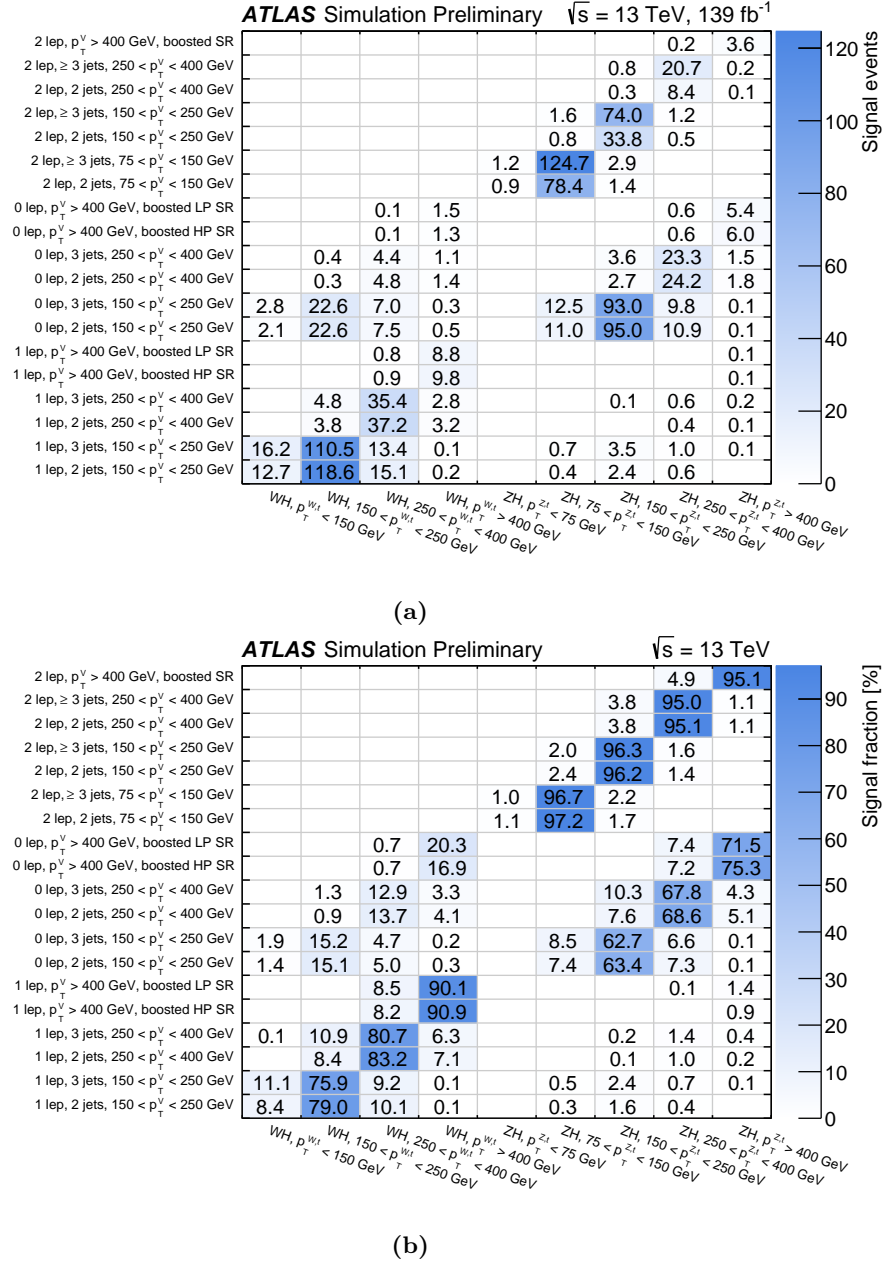 ATLAS Simulation Preliminary √s = 13 TeV, 139 fb⁻¹
2 lep, p_T^V > 400 GeV, boosted SR 0.2 3.6
2 lep, ≥ 3 jets, 250 < p_T^V < 400 GeV 0.8 20.7 0.2
2 lep, 2 jets, 250 < p_T^V < 400 GeV 0.3 8.4 0.1
2 lep, ≥ 3 jets, 150 < p_T^V < 250 GeV 1.6 74.0 1.2
2 lep, 2 jets, 150 < p_T^V < 250 GeV 0.8 33.8 0.5
2 lep, ≥ 3 jets, 75 < p_T^V < 150 GeV 1.2 124.7 2.9
2 lep, 2 jets, 75 < p_T^V < 150 GeV 0.9 78.4 1.4
0 lep, p_T^V > 400 GeV, boosted LP SR 0.1 1.5 0.6 5.4
0 lep, p_T^V > 400 GeV, boosted HP SR 0.1 1.3 0.6 6.0
0 lep, 3 jets, 250 < p_T^V < 400 GeV 0.4 4.4 1.1 3.6 23.3 1.5
0 lep, 2 jets, 250 < p_T^V < 400 GeV 0.3 4.8 1.4 2.7 24.2 1.8
0 lep, 3 jets, 150 < p_T^V < 250 GeV 2.8 22.6 7.0 0.3 12.5 93.0 9.8 0.1
0 lep, 2 jets, 150 < p_T^V < 250 GeV 2.1 22.6 7.5 0.5 11.0 95.0 10.9 0.1
1 lep, p_T^V > 400 GeV, boosted LP SR 0.8 8.8 0.1
1 lep, p_T^V > 400 GeV, boosted HP SR 0.9 9.8 0.1
1 lep, 3 jets, 250 < p_T^V < 400 GeV 4.8 35.4 2.8 0.1 0.6 0.2
1 lep, 2 jets, 250 < p_T^V < 400 GeV 3.8 37.2 3.2 0.4 0.1
1 lep, 3 jets, 150 < p_T^V < 250 GeV 16.2 110.5 13.4 0.1 0.7 3.5 1.0 0.1
1 lep, 2 jets, 150 < p_T^V < 250 GeV 12.7 118.6 15.1 0.2 0.4 2.4 0.6
WH, p_T^{W,t} < 150 GeV
WH, 150 < p_T^{W,t} < 250 GeV
WH, 250 < p_T^{W,t} < 400 GeV
WH, p_T^{W,t} > 400 GeV
ZH, p_T^{Z,t} < 75 GeV
ZH, 75 < p_T^{Z,t} < 150 GeV
ZH, 150 < p_T^{Z,t} < 250 GeV
ZH, 250 < p_T^{Z,t} < 400 GeV
ZH, p_T^{Z,t} > 400 GeV
120
100
80
60
40
20
0
Signal events
(a)
ATLAS Simulation Preliminary √s = 13 TeV
2 lep, p_T^V > 400 GeV, boosted SR 4.9 95.1
2 lep, ≥ 3 jets, 250 < p_T^V < 400 GeV 3.8 95.0 1.1
2 lep, 2 jets, 250 < p_T^V < 400 GeV 3.8 95.1 1.1
2 lep, ≥ 3 jets, 150 < p_T^V < 250 GeV 2.0 96.3 1.6
2 lep, 2 jets, 150 < p_T^V < 250 GeV 2.4 96.2 1.4
2 lep, ≥ 3 jets, 75 < p_T^V < 150 GeV 1.0 96.7 2.2
2 lep, 2 jets, 75 < p_T^V < 150 GeV 1.1 97.2 1.7
0 lep, p_T^V > 400 GeV, boosted LP SR 0.7 20.3 7.4 71.5
0 lep, p_T^V > 400 GeV, boosted HP SR 0.7 16.9 7.2 75.3
0 lep, 3 jets, 250 < p_T^V < 400 GeV 1.3 12.9 3.3 10.3 67.8 4.3
0 lep, 2 jets, 250 < p_T^V < 400 GeV 0.9 13.7 4.1 7.6 68.6 5.1
0 lep, 3 jets, 150 < p_T^V < 250 GeV 1.9 15.2 4.7 0.2 8.5 62.7 6.6 0.1
0 lep, 2 jets, 150 < p_T^V < 250 GeV 1.4 15.1 5.0 0.3 7.4 63.4 7.3 0.1
1 lep, p_T^V > 400 GeV, boosted LP SR 8.5 90.1 0.1 1.4
1 lep, p_T^V > 400 GeV, boosted HP SR 8.2 90.9 0.9
1 lep, 3 jets, 250 < p_T^V < 400 GeV 0.1 10.9 80.7 6.3 0.2 1.4 0.4
1 lep, 2 jets, 250 < p_T^V < 400 GeV 8.4 83.2 7.1 0.1 1.0 0.2
1 lep, 3 jets, 150 < p_T^V < 250 GeV 11.1 75.9 9.2 0.1 0.5 2.4 0.7 0.1
1 lep, 2 jets, 150 < p_T^V < 250 GeV 8.4 79.0 10.1 0.1 0.3 1.6 0.4
WH, p_T^{W,t} < 150 GeV
WH, 150 < p_T^{W,t} < 250 GeV
WH, 250 < p_T^{W,t} < 400 GeV
WH, p_T^{W,t} > 400 GeV
ZH, p_T^{Z,t} < 75 GeV
ZH, 75 < p_T^{Z,t} < 150 GeV
ZH, 150 < p_T^{Z,t} < 250 GeV
ZH, 250 < p_T^{Z,t} < 400 GeV
ZH, p_T^{Z,t} > 400 GeV
90
80
70
60
50
40
30
20
10
0
Signal fraction [%]
(b)